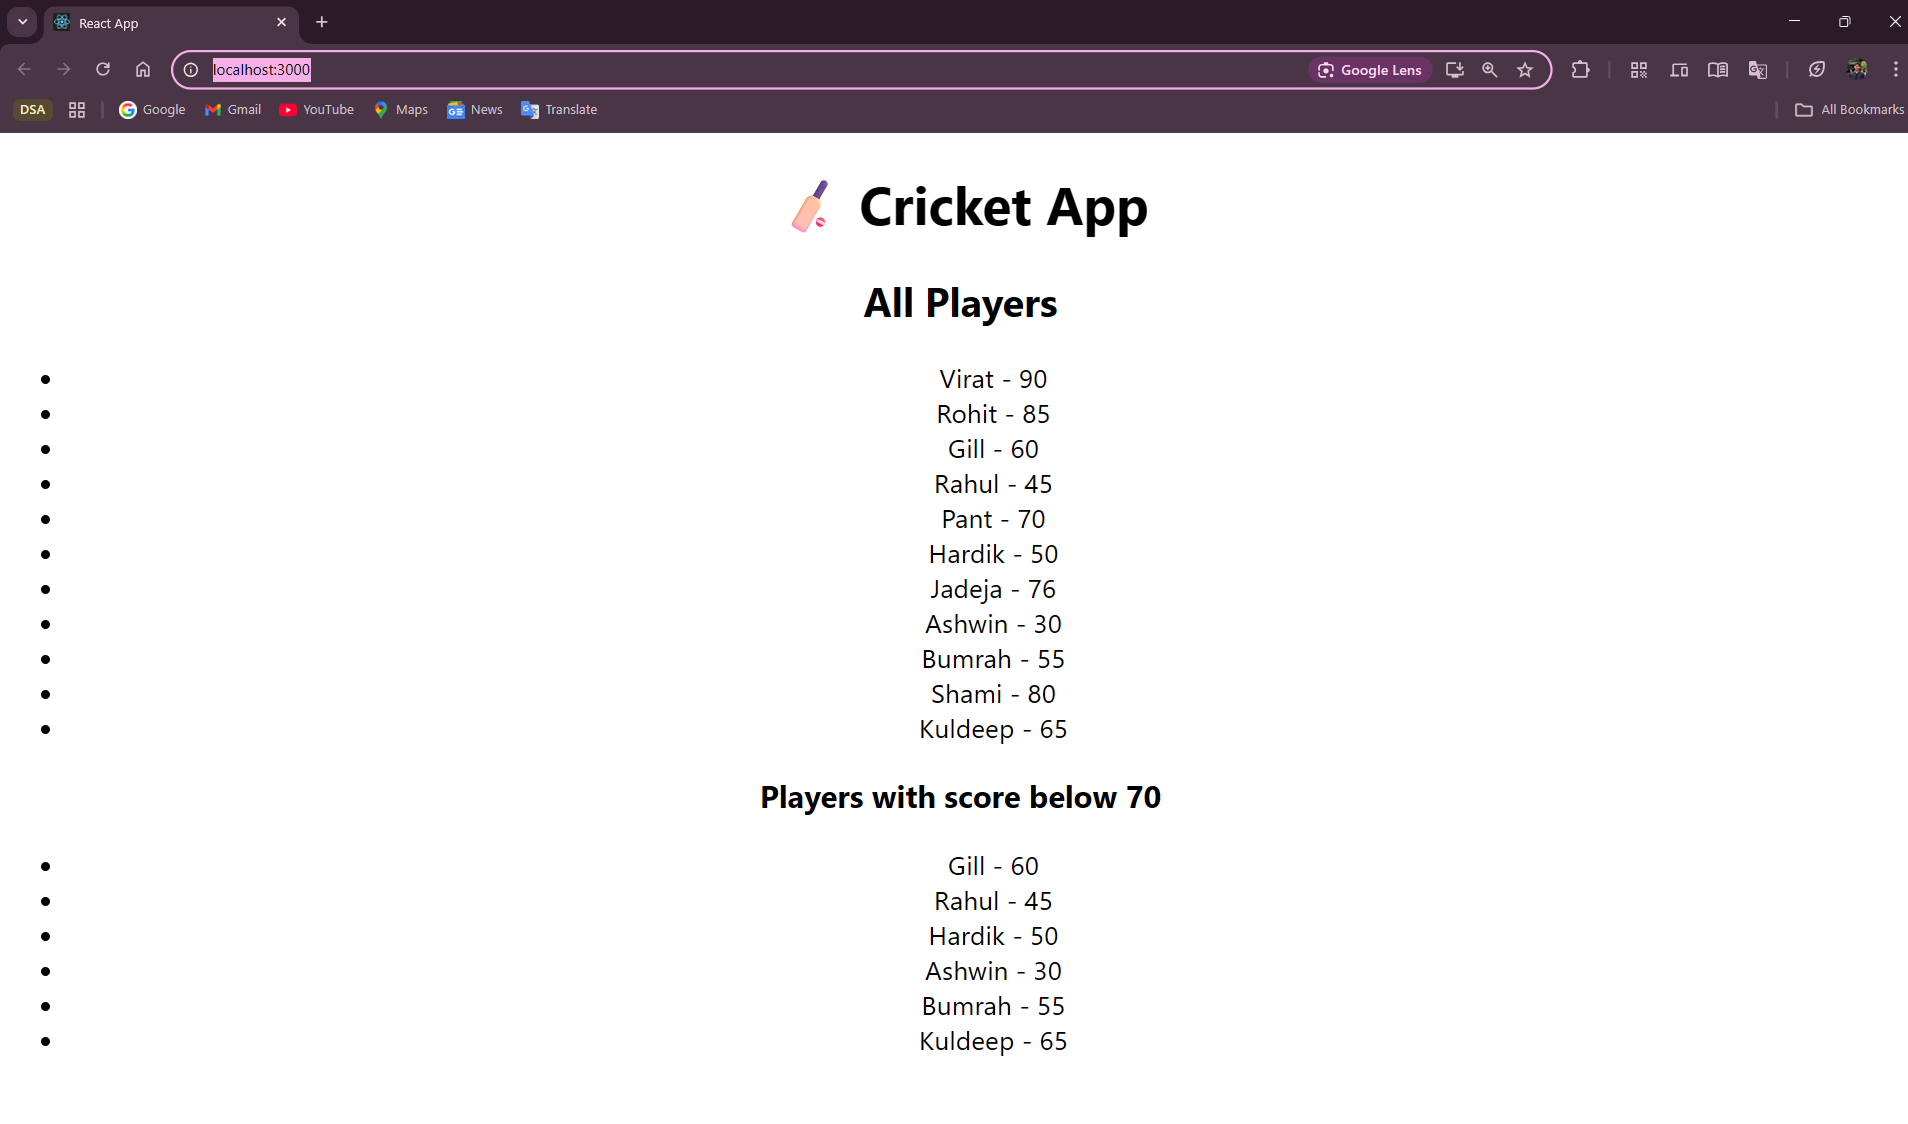 React App
localhost:3000
Google Lens
DSA
Google
Gmail
YouTube
Maps
News
Translate
All Bookmarks
Cricket App
All Players
Virat - 90
Rohit - 85
Gill - 60
Rahul - 45
Pant - 70
Hardik - 50
Jadeja - 76
Ashwin - 30
Bumrah - 55
Shami - 80
Kuldeep - 65
Players with score below 70
Gill - 60
Rahul - 45
Hardik - 50
Ashwin - 30
Bumrah - 55
Kuldeep - 65